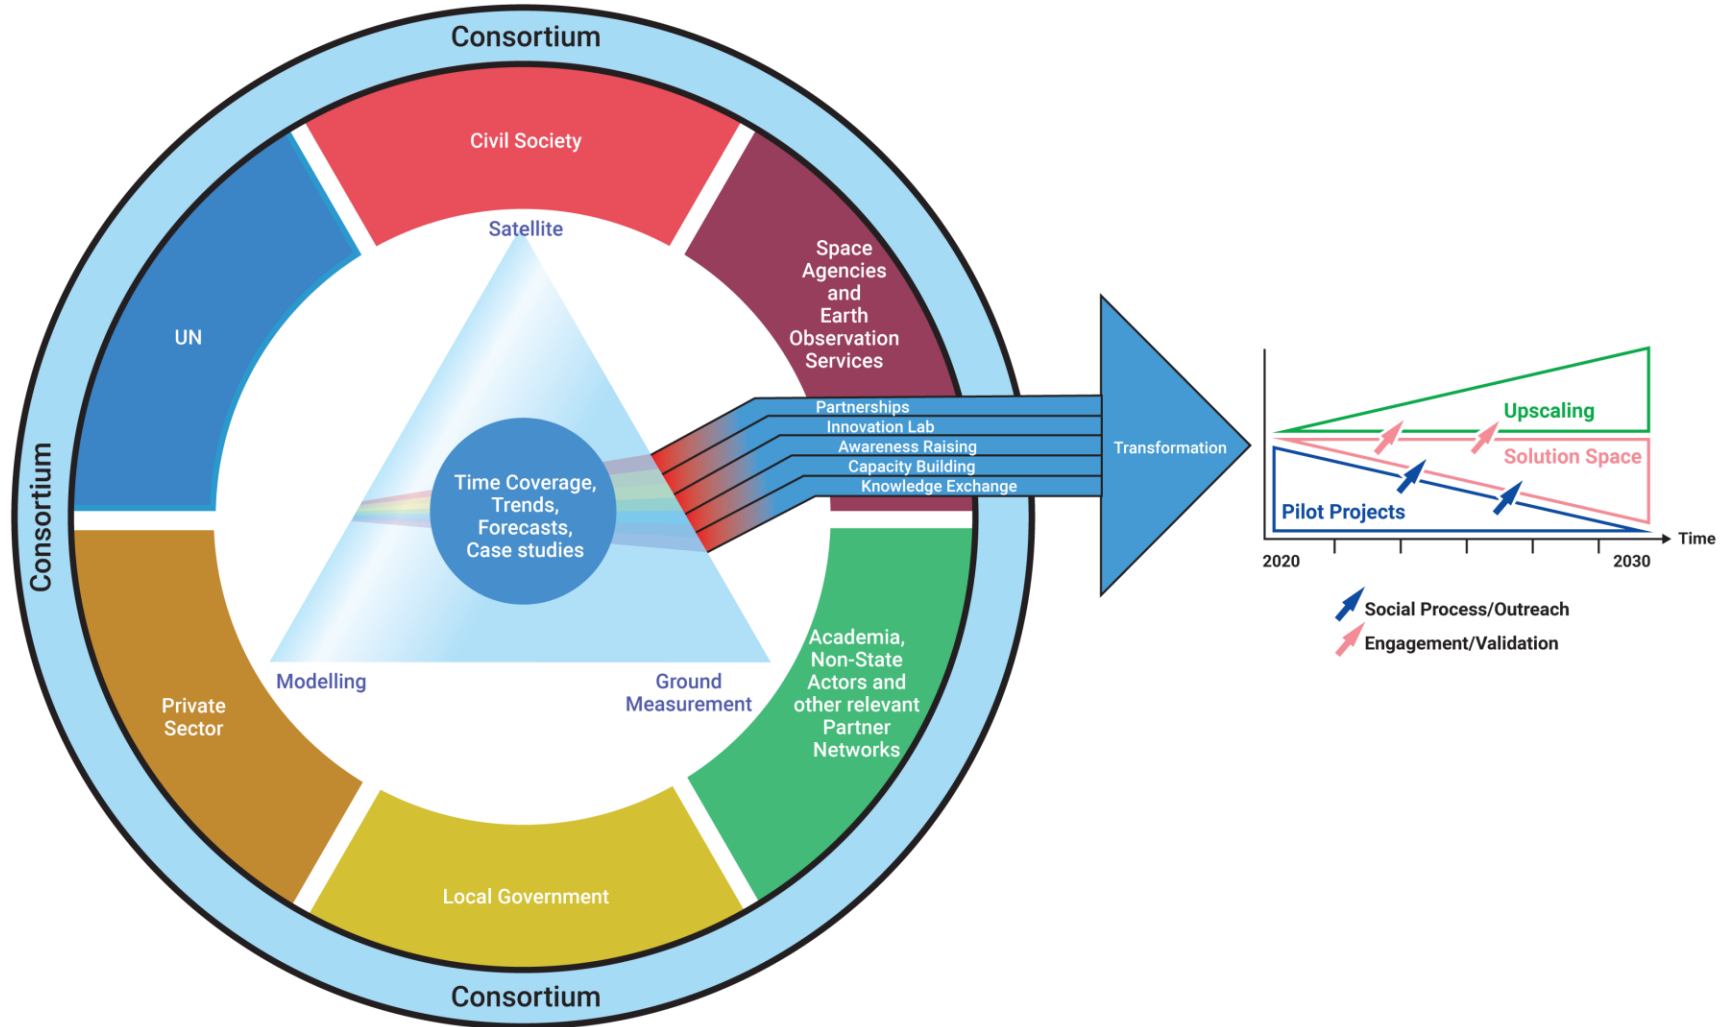 Consortium
Civil Society
Space
Agencies
and
Earth
Observation
Services
UN
Satellite
Consortium
Time Coverage,
Trends,
Forecasts,
Case studies
Partnerships
Innovation Lab
Awareness Raising
Capacity Building
Knowledge Exchange
Transformation
Modelling
Ground
Measurement
Private
Sector
Academia,
Non-State
Actors and
other relevant
Partner
Networks
Local Government
Consortium
Upscaling
Solution Space
Pilot Projects
Time
2020
2030
Social Process/Outreach
Engagement/Validation